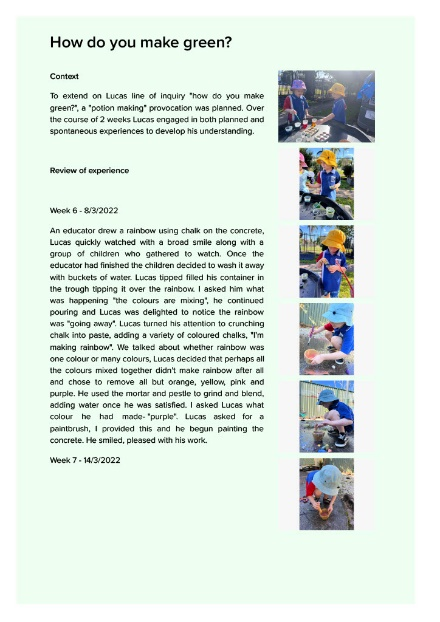 How do you make green?
Context
To extend on Lucas line of inquiry "how do you make
green?", a "potion making" provocation was planned. Over
the course of 2 weeks Lucas engaged in both planned and
spontaneous experiences to develop his understanding.
Review of experience
Week 6 - 8/3/2022
An educator drew a rainbow using chalk on the concrete,
Lucas quickly watched with a broad smile along with a
group of children who gathered to watch. Once the
educator had finished the children decided to wash it away
with buckets of water. Lucas tipped filled his container in
the trough tipping it over the rainbow. I asked him what
was happening "the colours are mixing", he continued
pouring and Lucas was delighted to notice the rainbow
was "going away". Lucas turned his attention to crunching
chalk into paste, adding a variety of coloured chalks, "I'm
making rainbow". We talked about whether rainbow was
one colour or many colours, Lucas decided that perhaps all
the colours mixed together didn't make rainbow after all
and chose to remove all but orange, yellow, pink and
purple. He used the mortar and pestle to grind and blend,
adding water once he was satisfied. I asked Lucas what
colour he had made- "purple". Lucas asked for a
paintbrush, I provided this and he begun painting the
concrete. He smiled, pleased with his work.
Week 7 - 14/3/2022